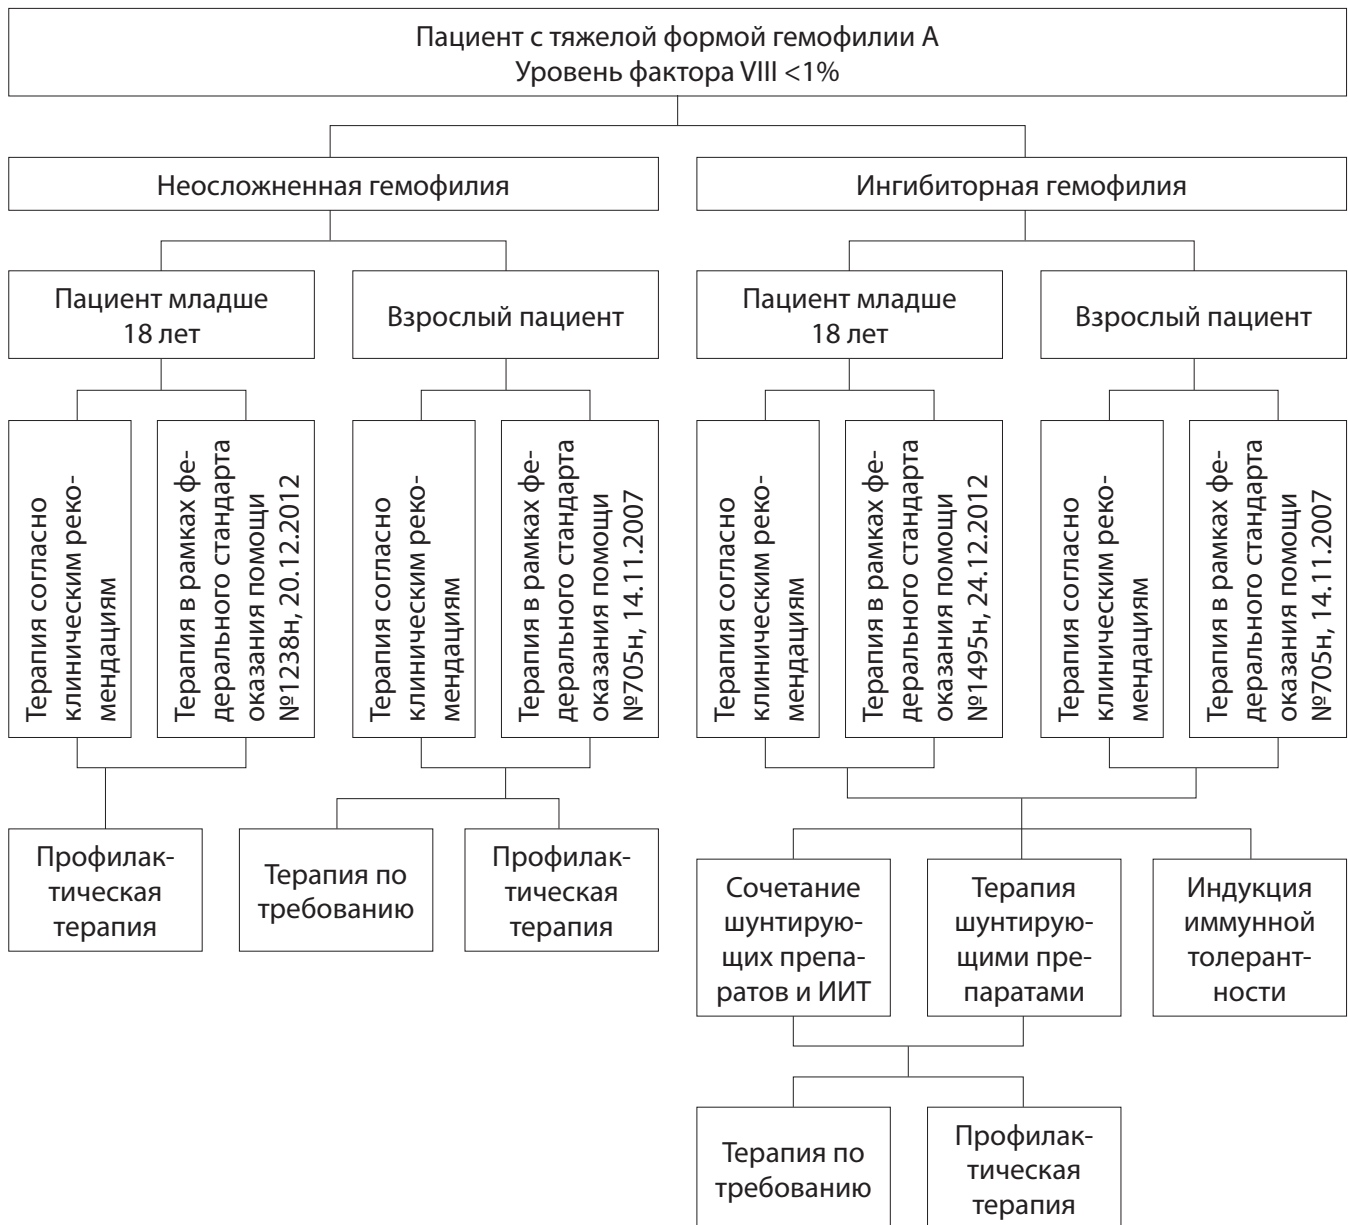 Пациент с тяжелой формой гемофилии А
Уровень фактора VIII <1%
Неосложненная гемофилия
Ингибиторная гемофилия
Пациент младше
18 лет
Взрослый пациент
Пациент младше
18 лет
Взрослый пациент
Терапия согласно
клиническим реко-
мендациям
Терапия в рамках фе-
дерального стандарта
оказания помощи
№1238н, 20.12.2012
Терапия согласно
клиническим реко-
мендациям
Терапия в рамках фе-
дерального стандарта
оказания помощи
№705н, 14.11.2007
Терапия согласно
клиническим реко-
мендациям
Терапия в рамках фе-
дерального стандарта
оказания помощи
№1495н, 24.12.2012
Терапия согласно
клиническим реко-
мендациям
Терапия в рамках фе-
дерального стандарта
оказания помощи
№705н, 14.11.2007
Профилак-
тическая
терапия
Терапия по
требованию
Профилак-
тическая
терапия
Сочетание
шунтирую-
щих препа-
ратов и ИИТ
Терапия
шунтирую-
щими пре-
паратами
Индукция
иммунной
толерант-
ности
Терапия по
требованию
Профилак-
тическая
терапия